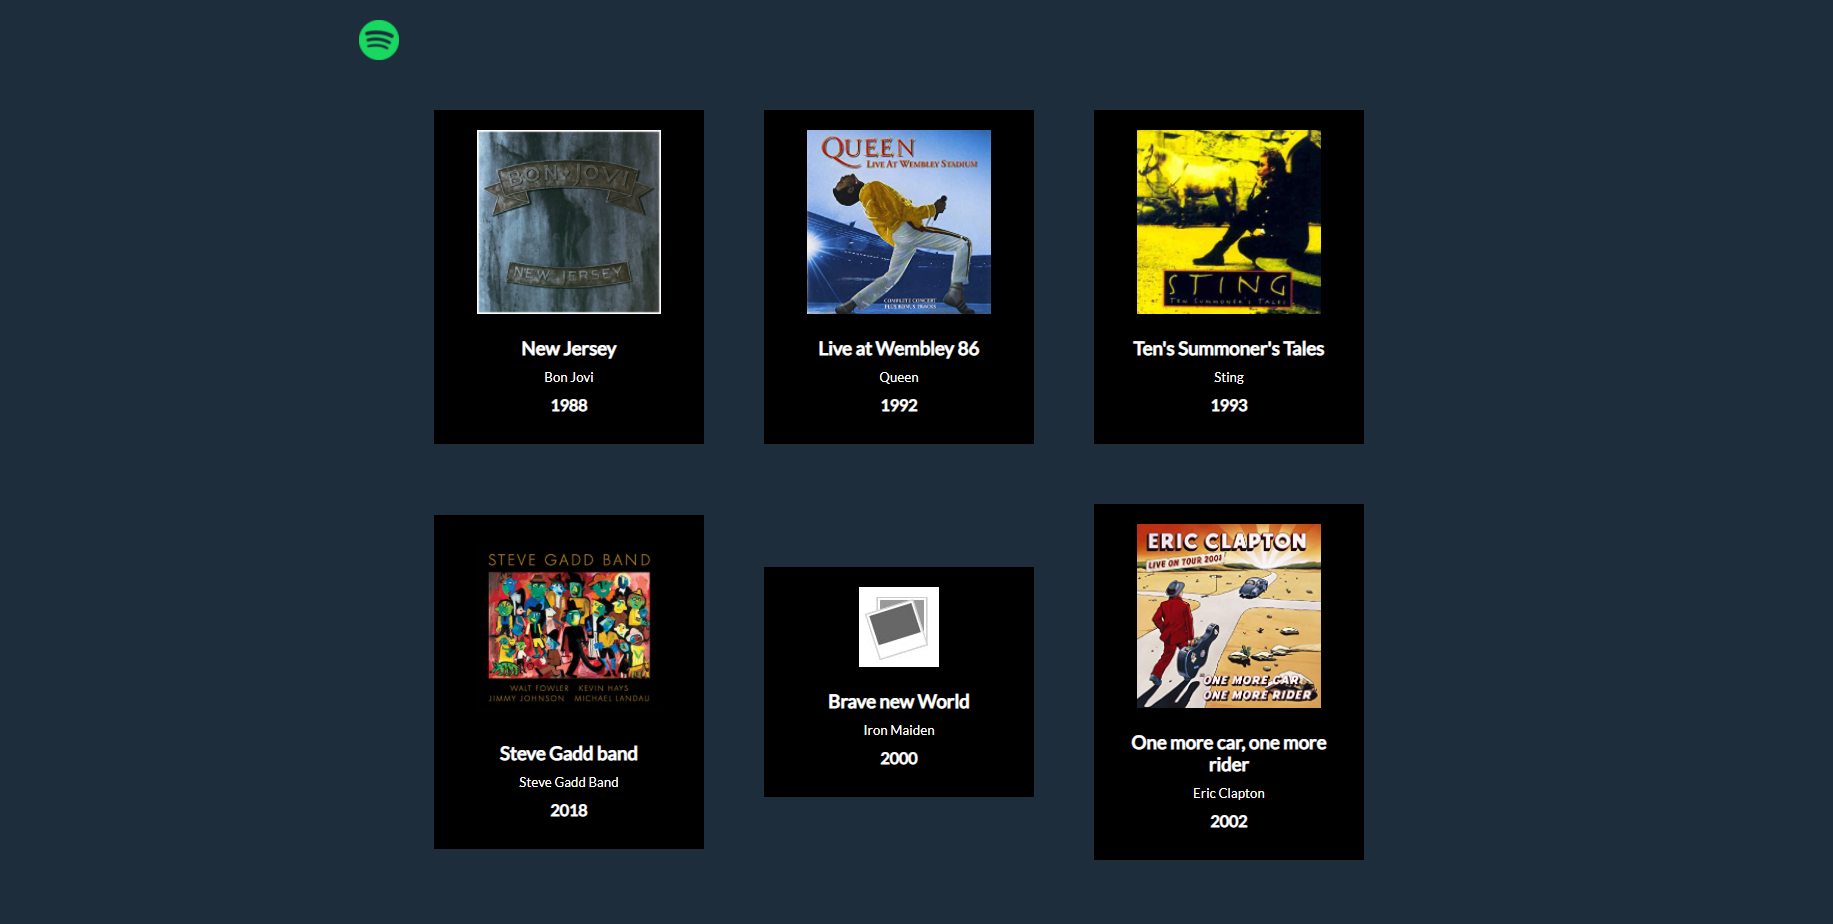 BON JOVI
NEW JERSEY
New Jersey
Bon Jovi
1988
QUEEN
LIVE AT WEMBLEY STADIUM
COMPLETE CONCERT
PLUS BONUS TRACKS
Live at Wembley 86
Queen
1992
STING
TEN SUMMONER'S TALES
Ten's Summoner's Tales
Sting
1993
STEVE GADD BAND
WALT FOWLER KEVIN HAYS
JIMMY JOHNSON MICHAEL LANDAU
Steve Gadd band
Steve Gadd Band
2018
Brave new World
Iron Maiden
2000
ERIC CLAPTON
LIVE ON TOUR 2001!
ONE MORE CAR
ONE MORE RIDER
One more car, one more
rider
Eric Clapton
2002